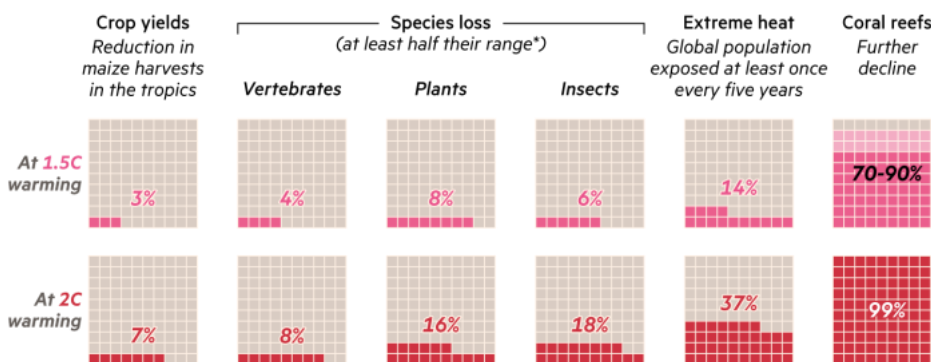 Crop yields
Reduction in
maize harvests
in the tropics
Species loss
(at least half their range*)
Vertebrates
Plants
Insects
Extreme heat
Global population
exposed at least once
every five years
Coral reefs
Further
decline
At 1.5C
warming
3%
4%
8%
6%
14%
70-90%
At 2C
warming
7%
8%
16%
18%
37%
99%